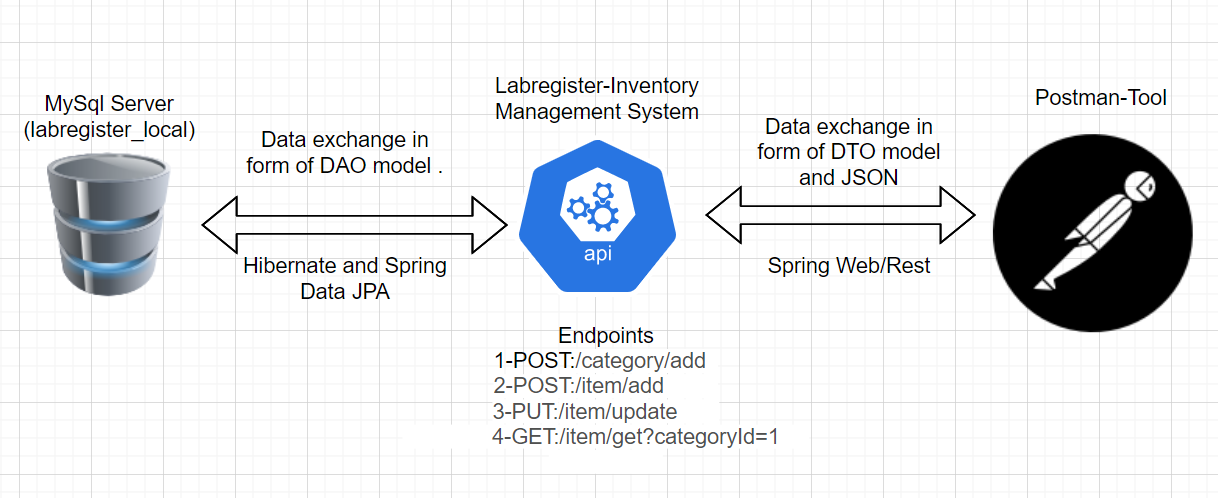 MySql Server
(labregister_local)
Data exchange in
form of DAO model .
Hibernate and Spring
Data JPA
Labregister-Inventory
Management System
api
Data exchange in
form of DTO model
and JSON
Spring Web/Rest
Postman-Tool
Endpoints
1-POST:/category/add
2-POST:/item/add
3-PUT:/item/update
4-GET:/item/get?categoryId=1